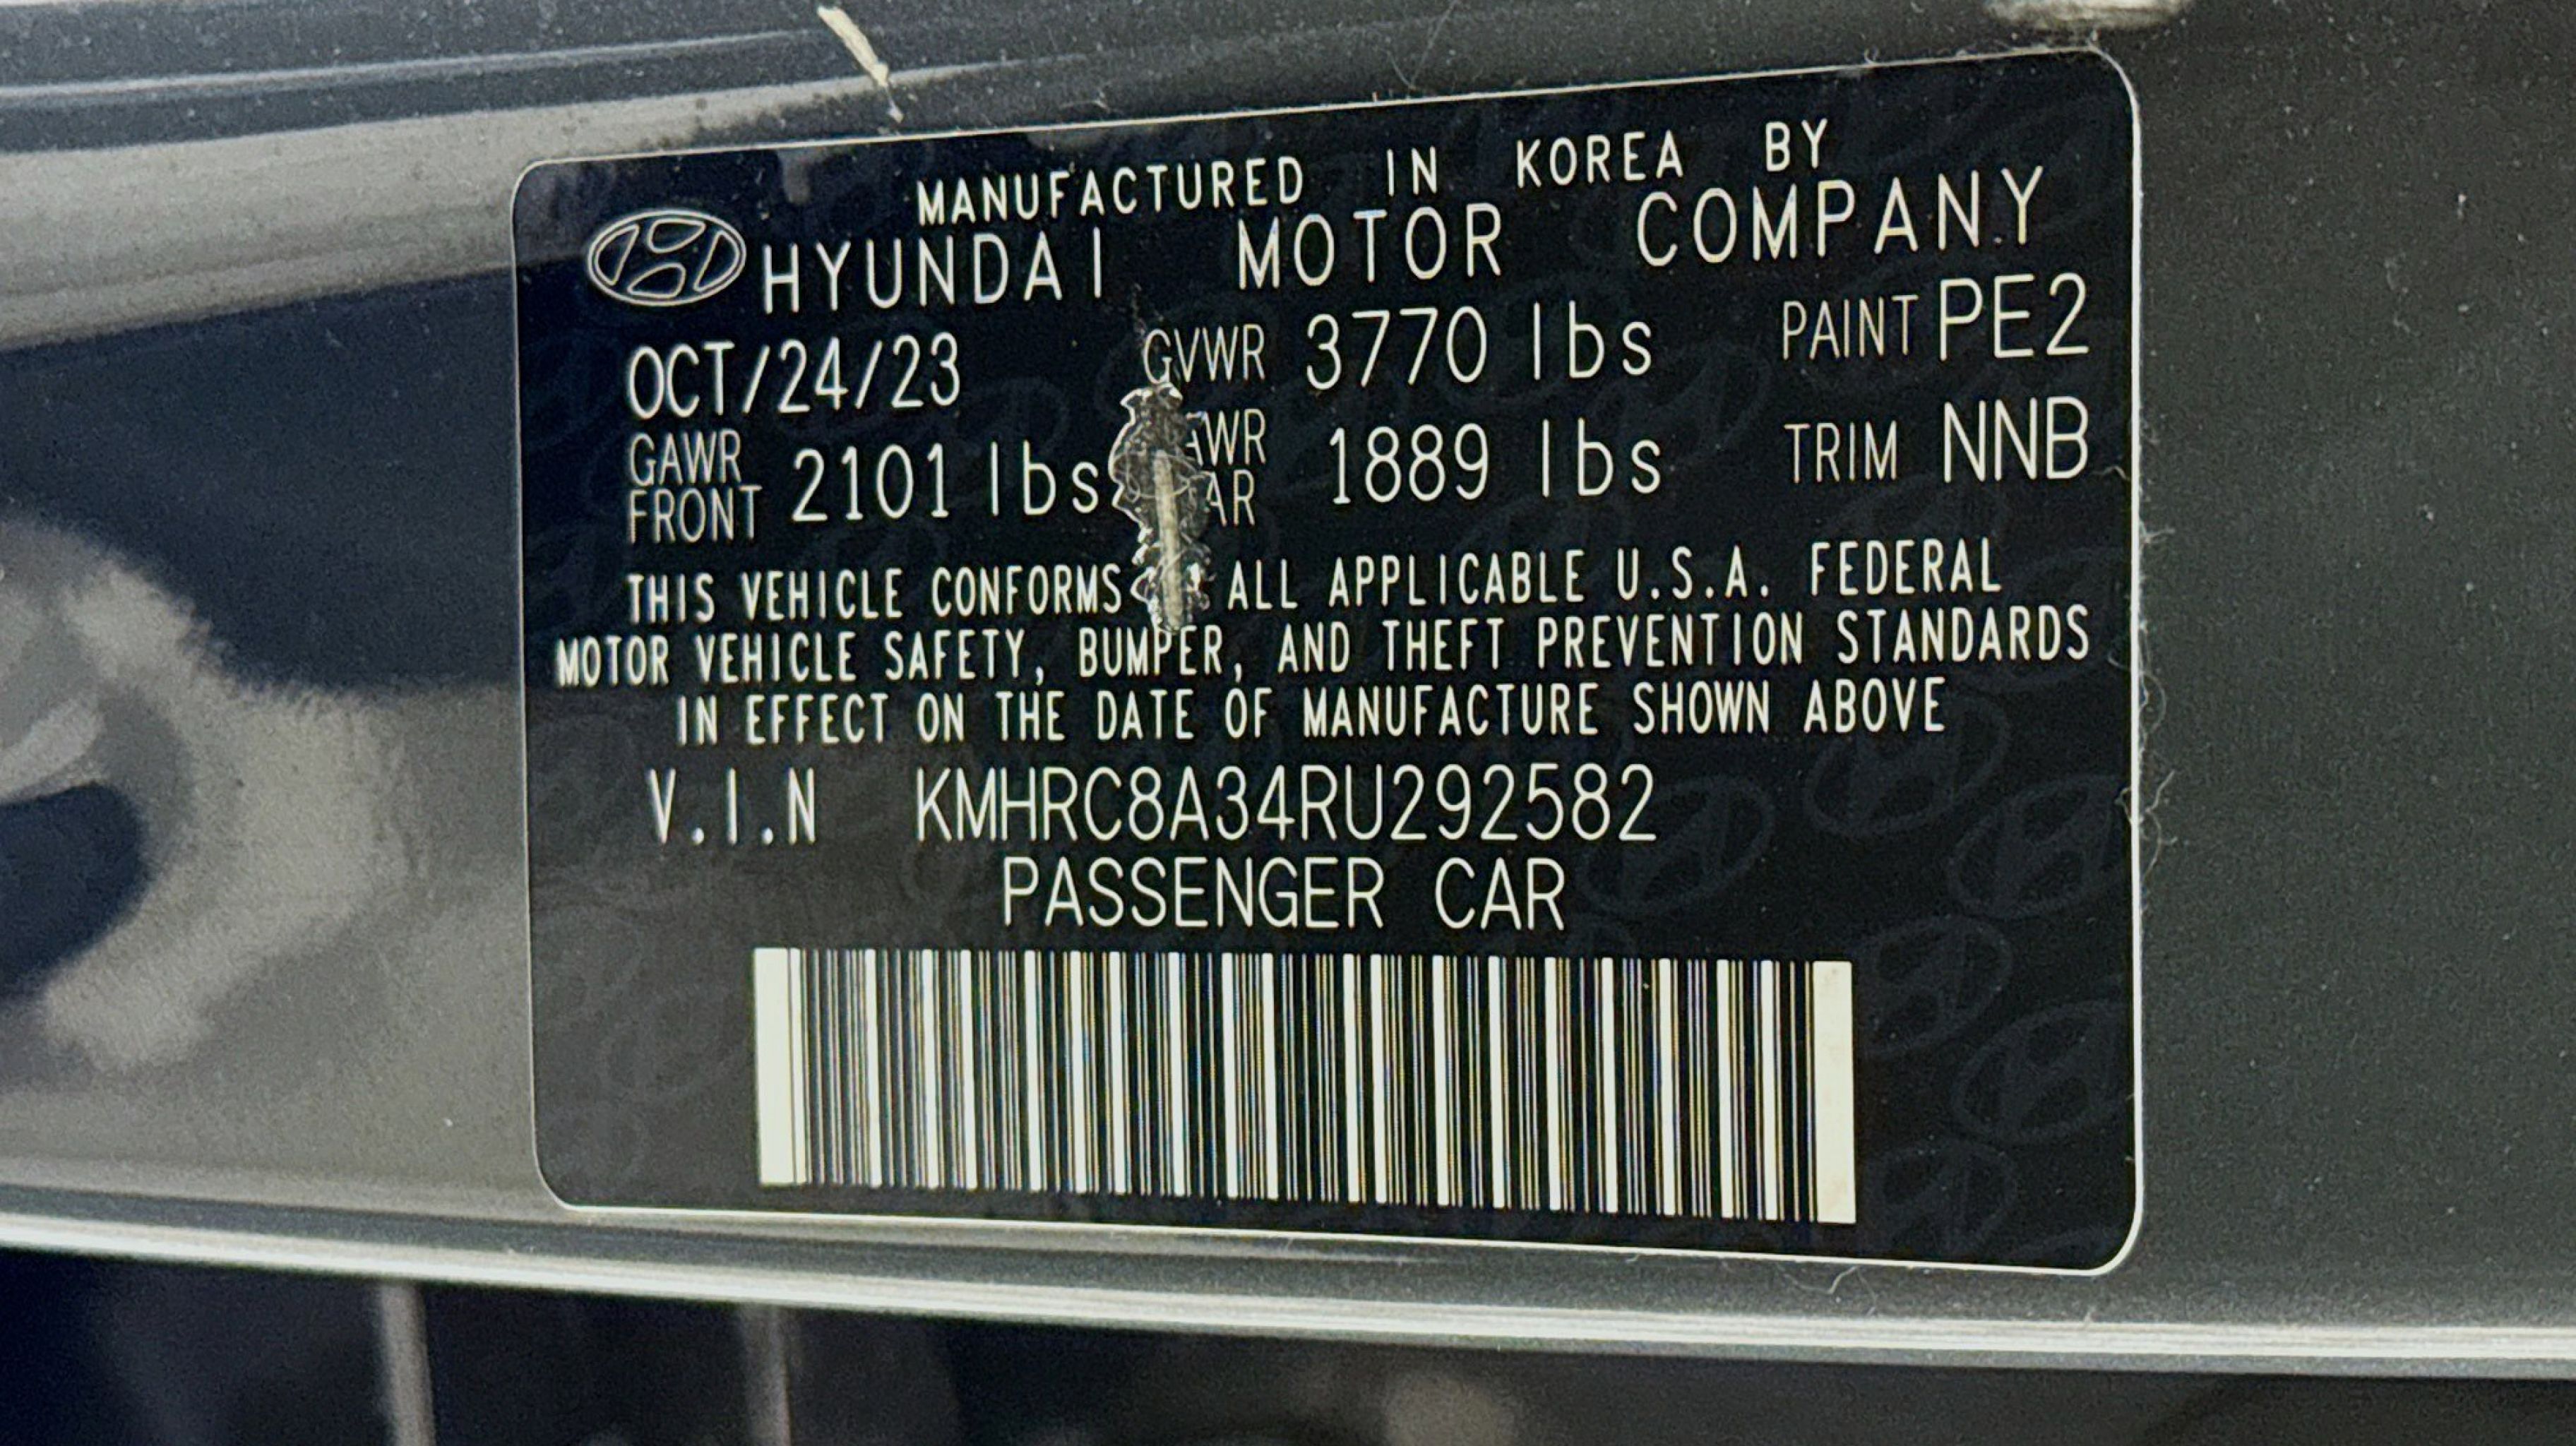 MANUFACTURED IN KOREA BY
HYUNDAI MOTOR COMPANY
OCT/24/23 GVWR 3770 lbs PAINT PE2
GAWR FRONT 2101 lbs 1889 lbs TRIM NNB
THIS VEHICLE CONFORMS ALL APPLICABLE U.S.A. FEDERAL
MOTOR VEHICLE SAFETY, BUMPER, AND THEFT PREVENTION STANDARDS
IN EFFECT ON THE DATE OF MANUFACTURE SHOWN ABOVE
V.I.N KMHRC8A34RU292582
PASSENGER CAR